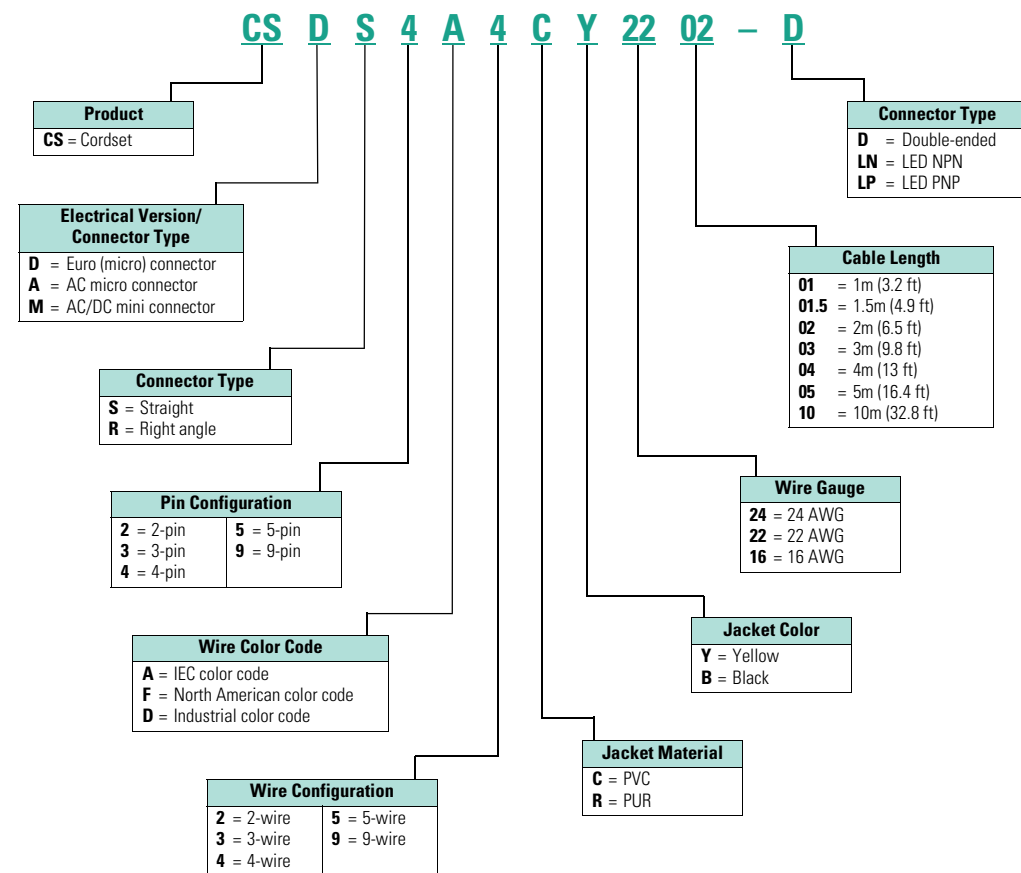 CS D S 4 A 4 C Y 22 02 – D
Product
CS = Cordset
Connector Type
D = Double-ended
LN = LED NPN
LP = LED PNP
Electrical Version/
Connector Type
D = Euro (micro) connector
A = AC micro connector
M = AC/DC mini connector
Cable Length
01 = 1m (3.2 ft)
01.5 = 1.5m (4.9 ft)
02 = 2m (6.5 ft)
03 = 3m (9.8 ft)
04 = 4m (13 ft)
05 = 5m (16.4 ft)
10 = 10m (32.8 ft)
Connector Type
S = Straight
R = Right angle
Wire Gauge
24 = 24 AWG
22 = 22 AWG
16 = 16 AWG
Pin Configuration
2 = 2-pin
3 = 3-pin
4 = 4-pin
5 = 5-pin
9 = 9-pin
Jacket Color
Y = Yellow
B = Black
Wire Color Code
A = IEC color code
F = North American color code
D = Industrial color code
Jacket Material
C = PVC
R = PUR
Wire Configuration
2 = 2-wire
3 = 3-wire
4 = 4-wire
5 = 5-wire
9 = 9-wire